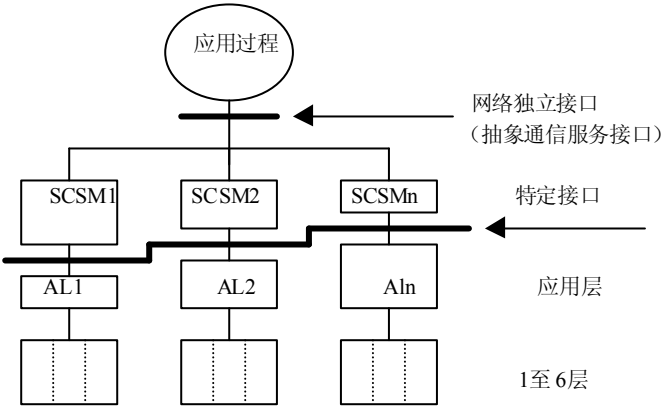 应用过程
网络独立接口
（抽象通信服务接口）
SCSM1
SCSM2
SCSMn
特定接口
AL1
AL2
Aln
应用层
1至6层